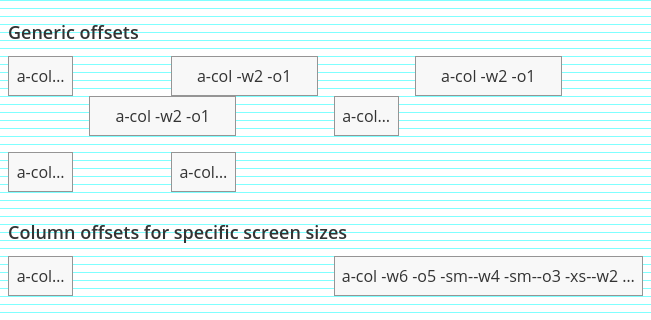 Generic offsets
a-col... a-col -w2 -o1 a-col -w2 -o1
a-col -w2 -o1 a-col...
a-col... a-col...
Column offsets for specific screen sizes
a-col... a-col -w6 -o5 -sm--w4 -sm--o3 -xs--w2 ...